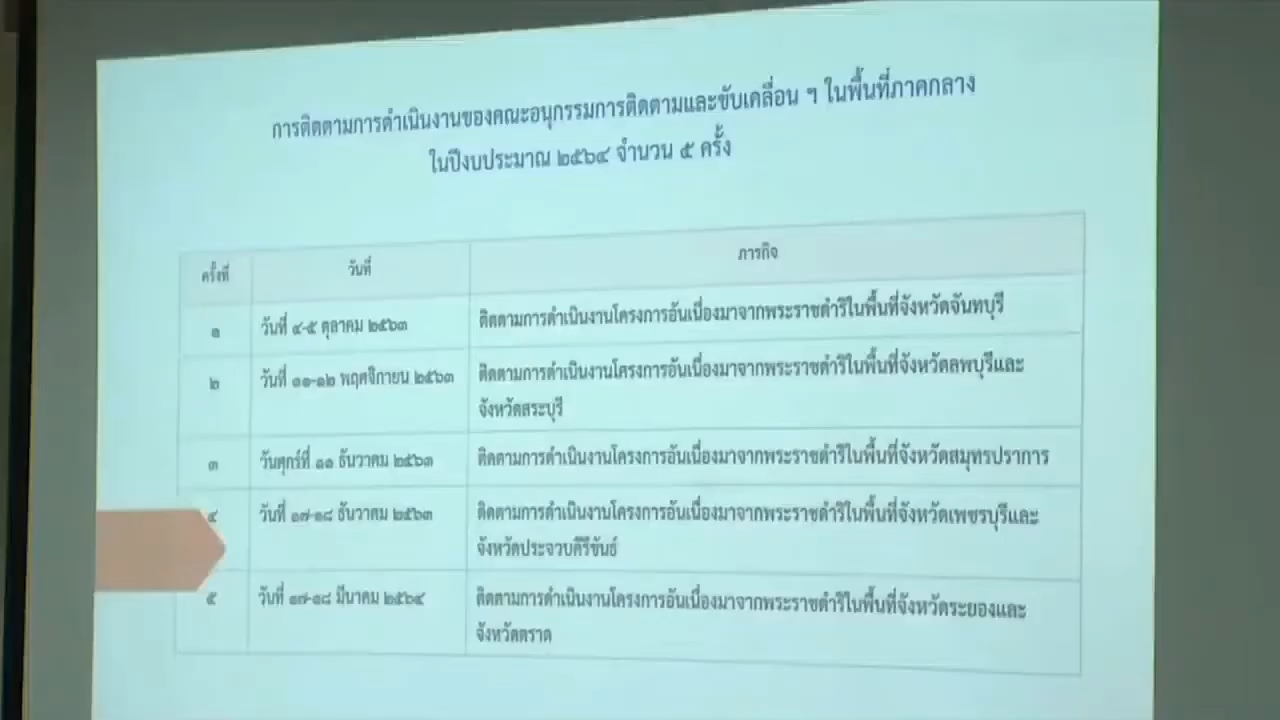 การติดตามการดำเนินงานของคณะอนุกรรมการติดตามและขับเคลื่อน ฯ ในพื้นที่ภาคกลาง
ในปีงบประมาณ ๒๕๖๔ จำนวน ๕ ครั้ง
ครั้งที่ วันที่ ภารกิจ
๑ วันที่ ๔-๕ ตุลาคม ๒๕๖๓ ติดตามการดำเนินงานโครงการอันเนื่องมาจากพระราชดำริในพื้นที่จังหวัดจันทบุรี
๒ วันที่ ๑๑-๑๒ พฤศจิกายน ๒๕๖๓ ติดตามการดำเนินงานโครงการอันเนื่องมาจากพระราชดำริในพื้นที่จังหวัดลพบุรีและ
จังหวัดสระบุรี
๓ วันศุกร์ที่ ๑๑ ธันวาคม ๒๕๖๓ ติดตามการดำเนินงานโครงการอันเนื่องมาจากพระราชดำริในพื้นที่จังหวัดสมุทรปราการ
๔ วันที่ ๑๗-๑๘ ธันวาคม ๒๕๖๓ ติดตามการดำเนินงานโครงการอันเนื่องมาจากพระราชดำริในพื้นที่จังหวัดเพชรบุรีและ
จังหวัดประจวบคีรีขันธ์
๕ วันที่ ๑๗-๑๘ มีนาคม ๒๕๖๔ ติดตามการดำเนินงานโครงการอันเนื่องมาจากพระราชดำริในพื้นที่จังหวัดระยองและ
จังหวัดตราด